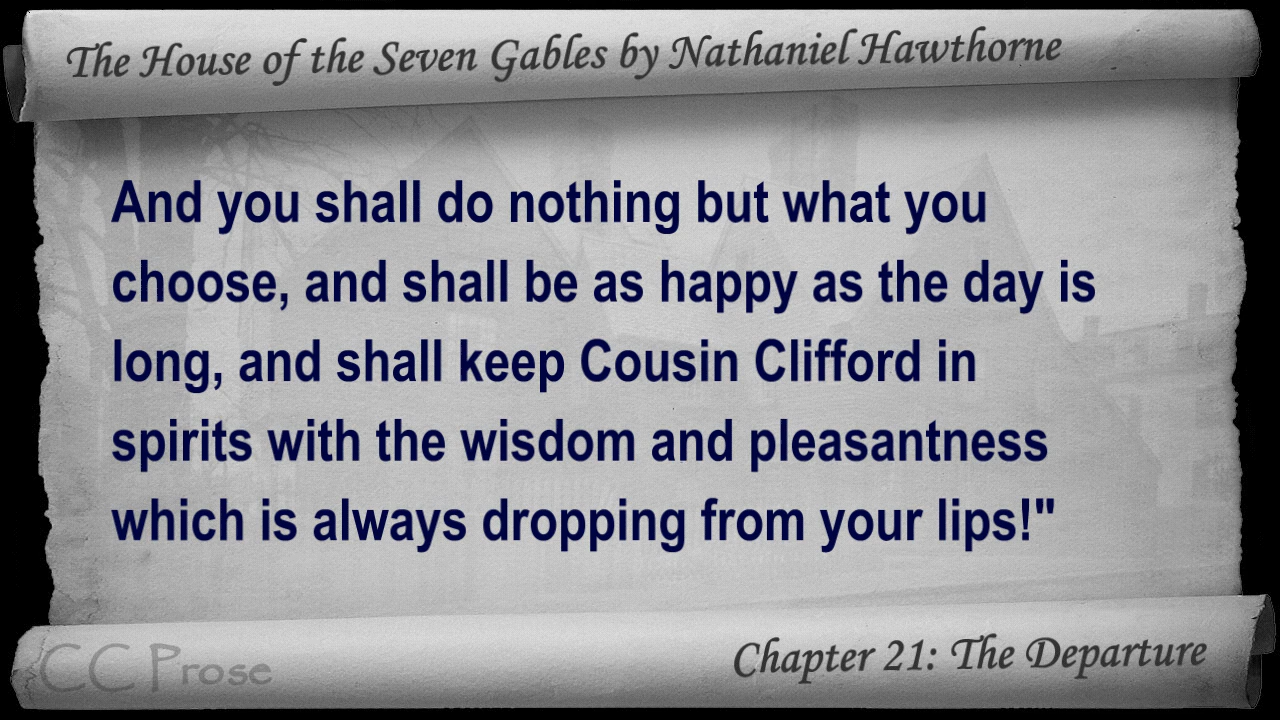 The House of the Seven Gables by Nathaniel Hawthorne
And you shall do nothing but what you
choose, and shall be as happy as the day is
long, and shall keep Cousin Clifford in
spirits with the wisdom and pleasantness
which is always dropping from your lips!"
CC Prose
Chapter 21: The Departure